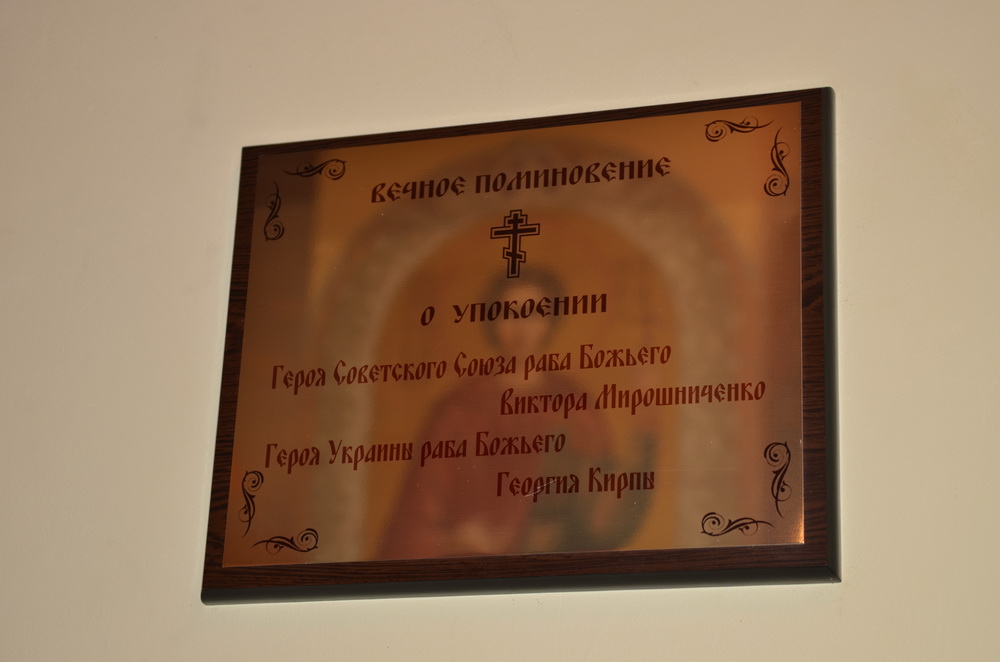 ВЕЧНОЕ ПОМИНОВЕНИЕ
О УПОКОЕНИИ
Героя Советского Союза раба Божьего
Виктора Мирошниченко
Героя Украины раба Божьего
Георгия Кирпы